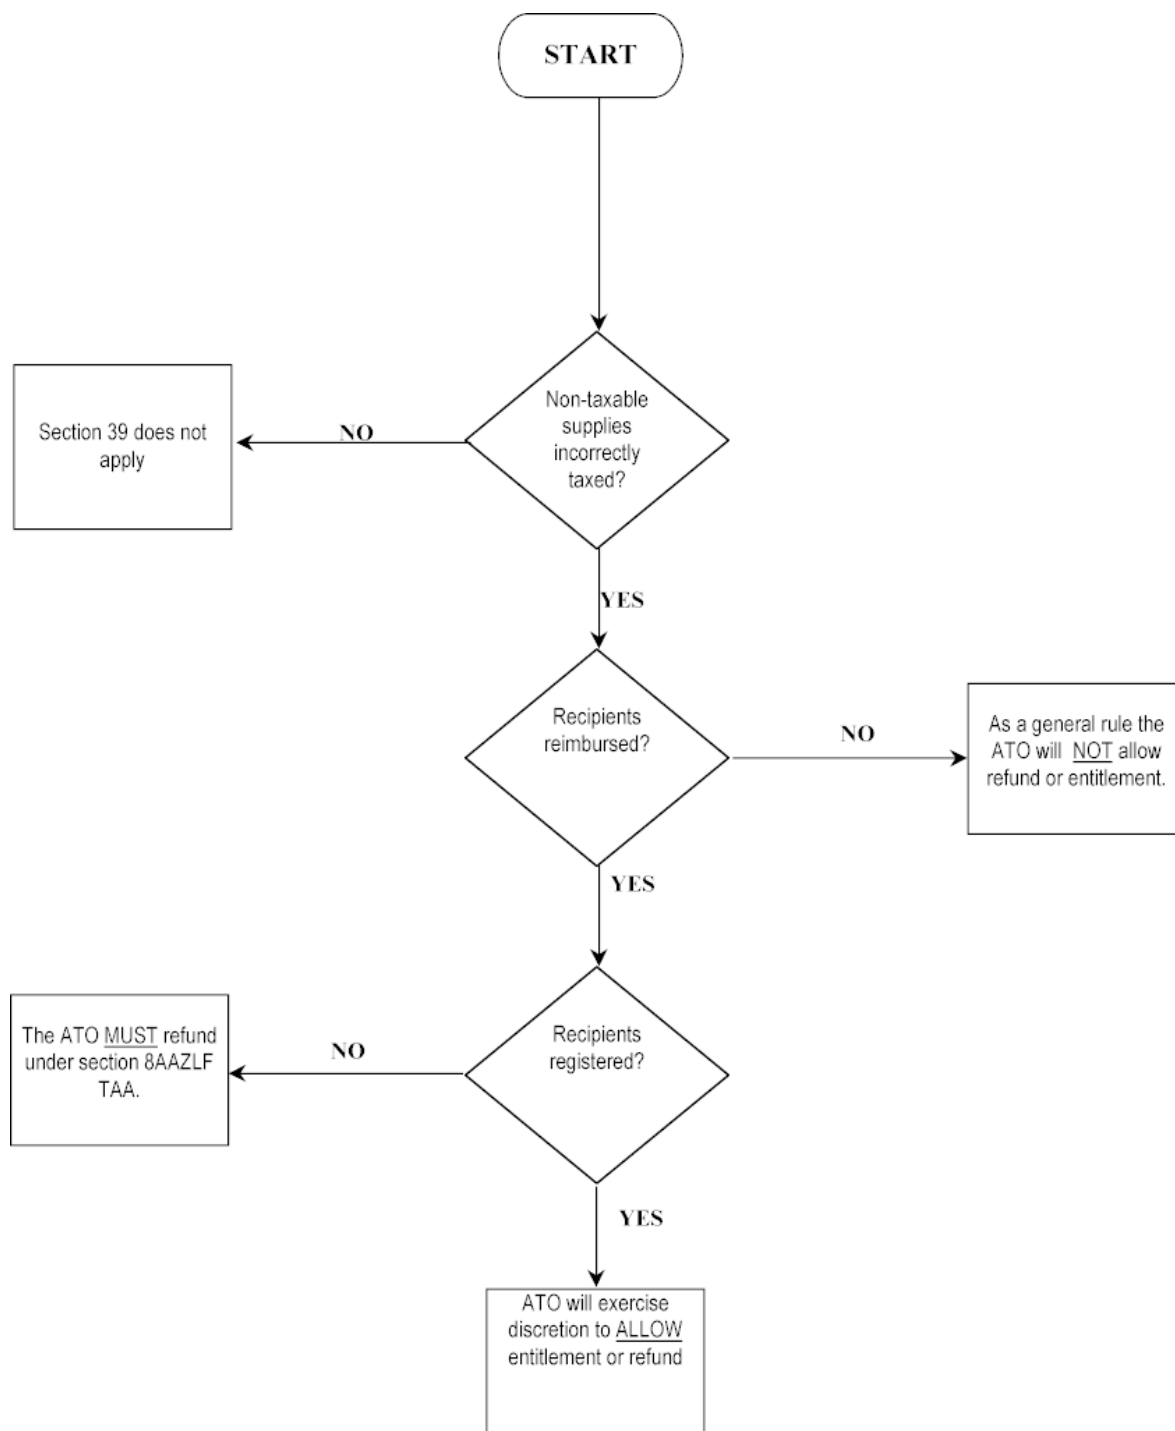 START
Non-taxable
supplies
incorrectly
taxed?
NO
Section 39 does not
apply
YES
Recipients
reimbursed?
NO
As a general rule the
ATO will NOT allow
refund or entitlement.
YES
Recipients
registered?
NO
The ATO MUST refund
under section 8AAZLF
TAA.
YES
ATO will exercise
discretion to ALLOW
entitlement or refund